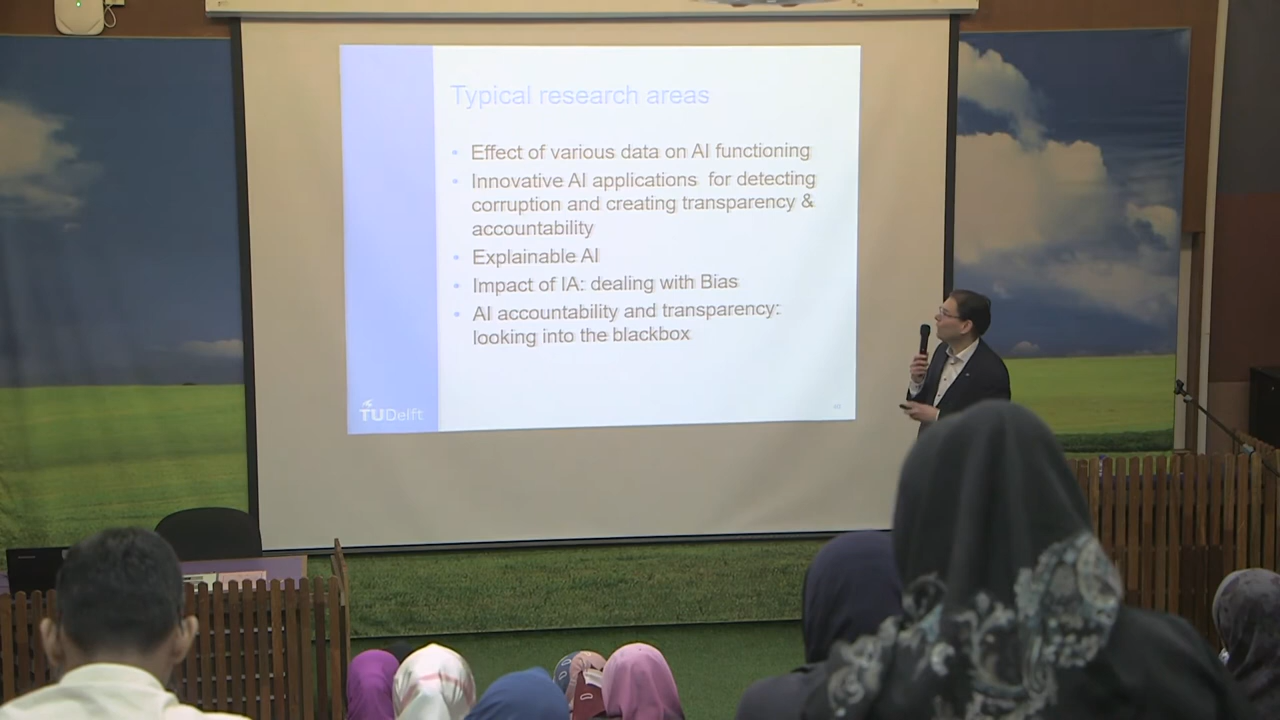 Typical research areas
• Effect of various data on AI functioning
• Innovative AI applications for detecting
corruption and creating transparency &
accountability
• Explainable AI
• Impact of IA: dealing with Bias
• AI accountability and transparency:
looking into the blackbox
TUDelft